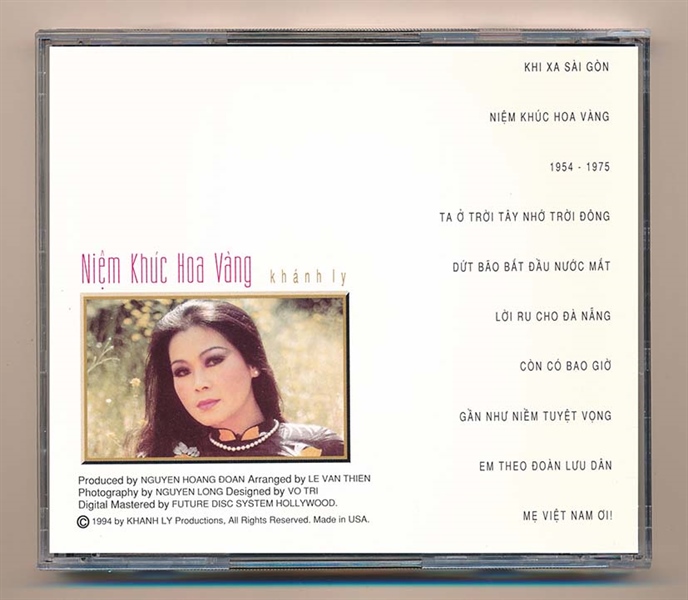 KHI XA SÀI GÒN
NIỆM KHÚC HOA VÀNG
1954 - 1975
TA Ở TRỜI TÂY NHỚ TRỜI ĐÔNG
DỨT BÃO BẮT ĐẦU NƯỚC MẮT
LỜI RU CHO ĐÀ NẴNG
CÒN CÓ BAO GIỜ
GẦN NHƯ NIỀM TUYỆT VỌNG
EM THEO ĐOÀN LƯU DÂN
MẸ VIỆT NAM ƠI!
Niệm Khúc Hoa Vàng khánh ly
Produced by NGUYEN HOANG ĐOAN Arranged by LE VAN THIEN
Photography by NGUYEN LONG Designed by VO TRI
Digital Mastered by FUTURE DISC SYSTEM HOLLYWOOD.
© 1994 by KHANH LY Productions, All Rights Reserved. Made in USA.